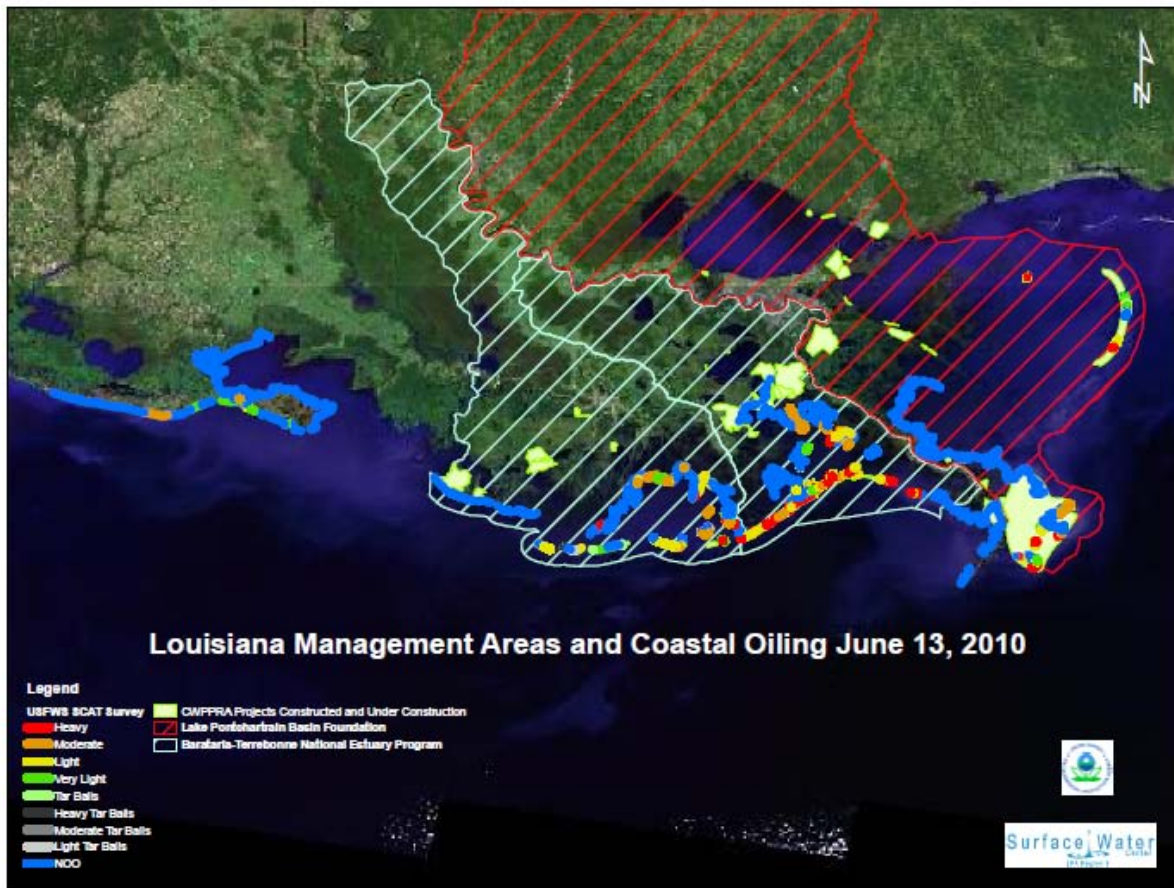 N
Louisiana Management Areas and Coastal Oiling June 13, 2010
Legend
USFWS SCAT Survey
Heavy
Moderate
Light
Very Light
Tar Balls
Heavy Tar Balls
Moderate Tar Balls
Light Tar Balls
NOO
CWPPRA Projects Constructed and Under Construction
Lake Pontchartrain Basin Foundation
Barataria-Terrebonne National Estuary Program
Surface Water
Center